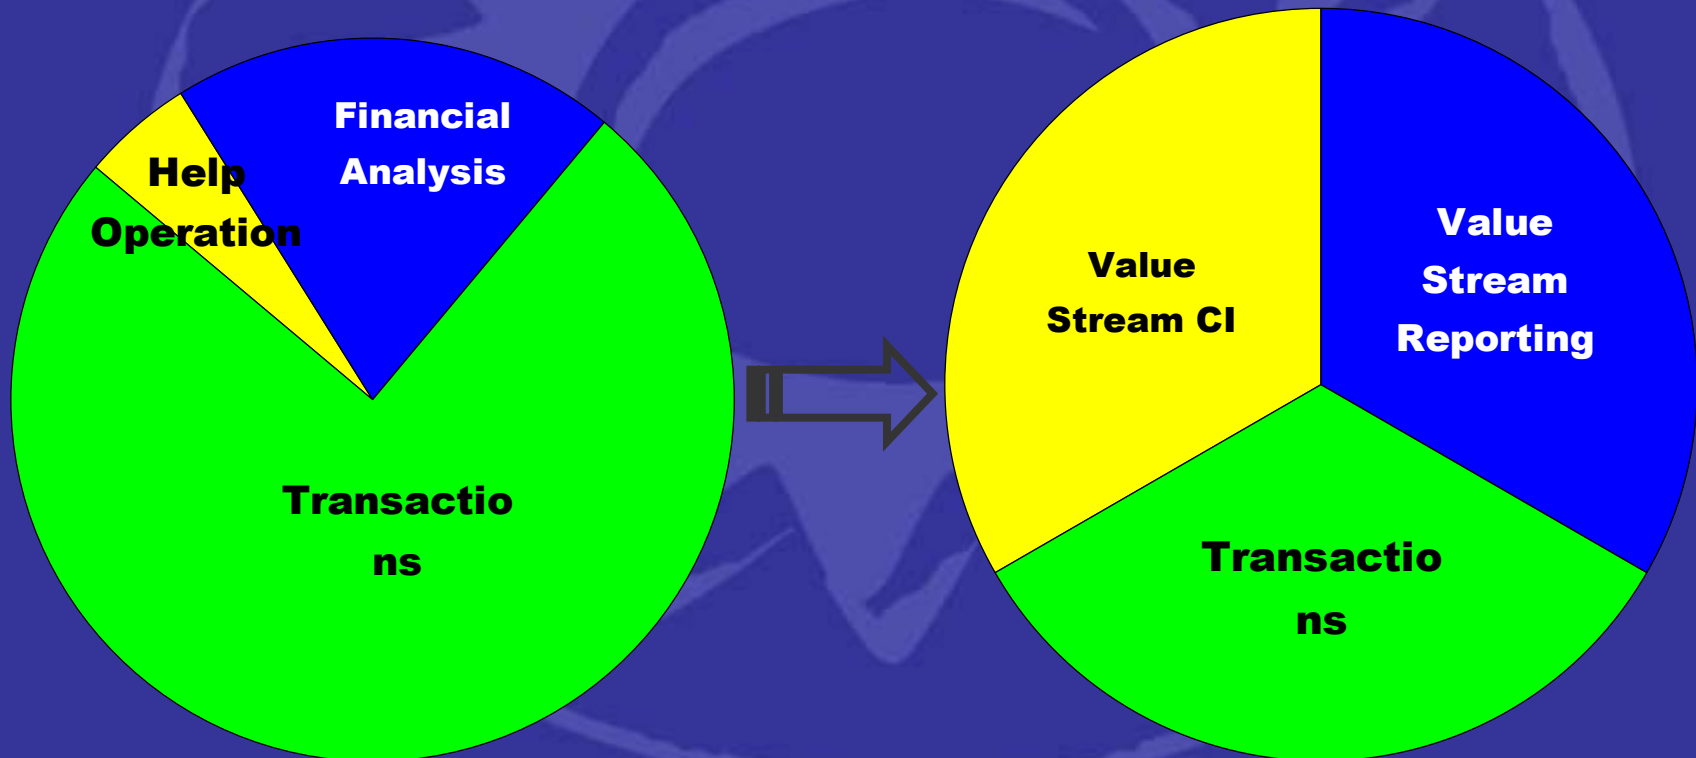 Financial
Analysis
Help
Operation
Transactio
ns
Value
Stream CI
Value
Stream
Reporting
Transactio
ns